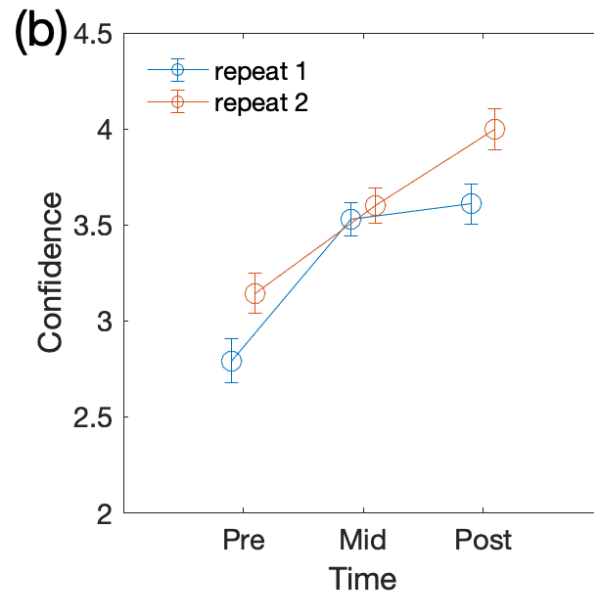 (b)
4.5
4
3.5
3
2.5
2
Confidence
repeat 1
repeat 2
Pre Mid Post
Time